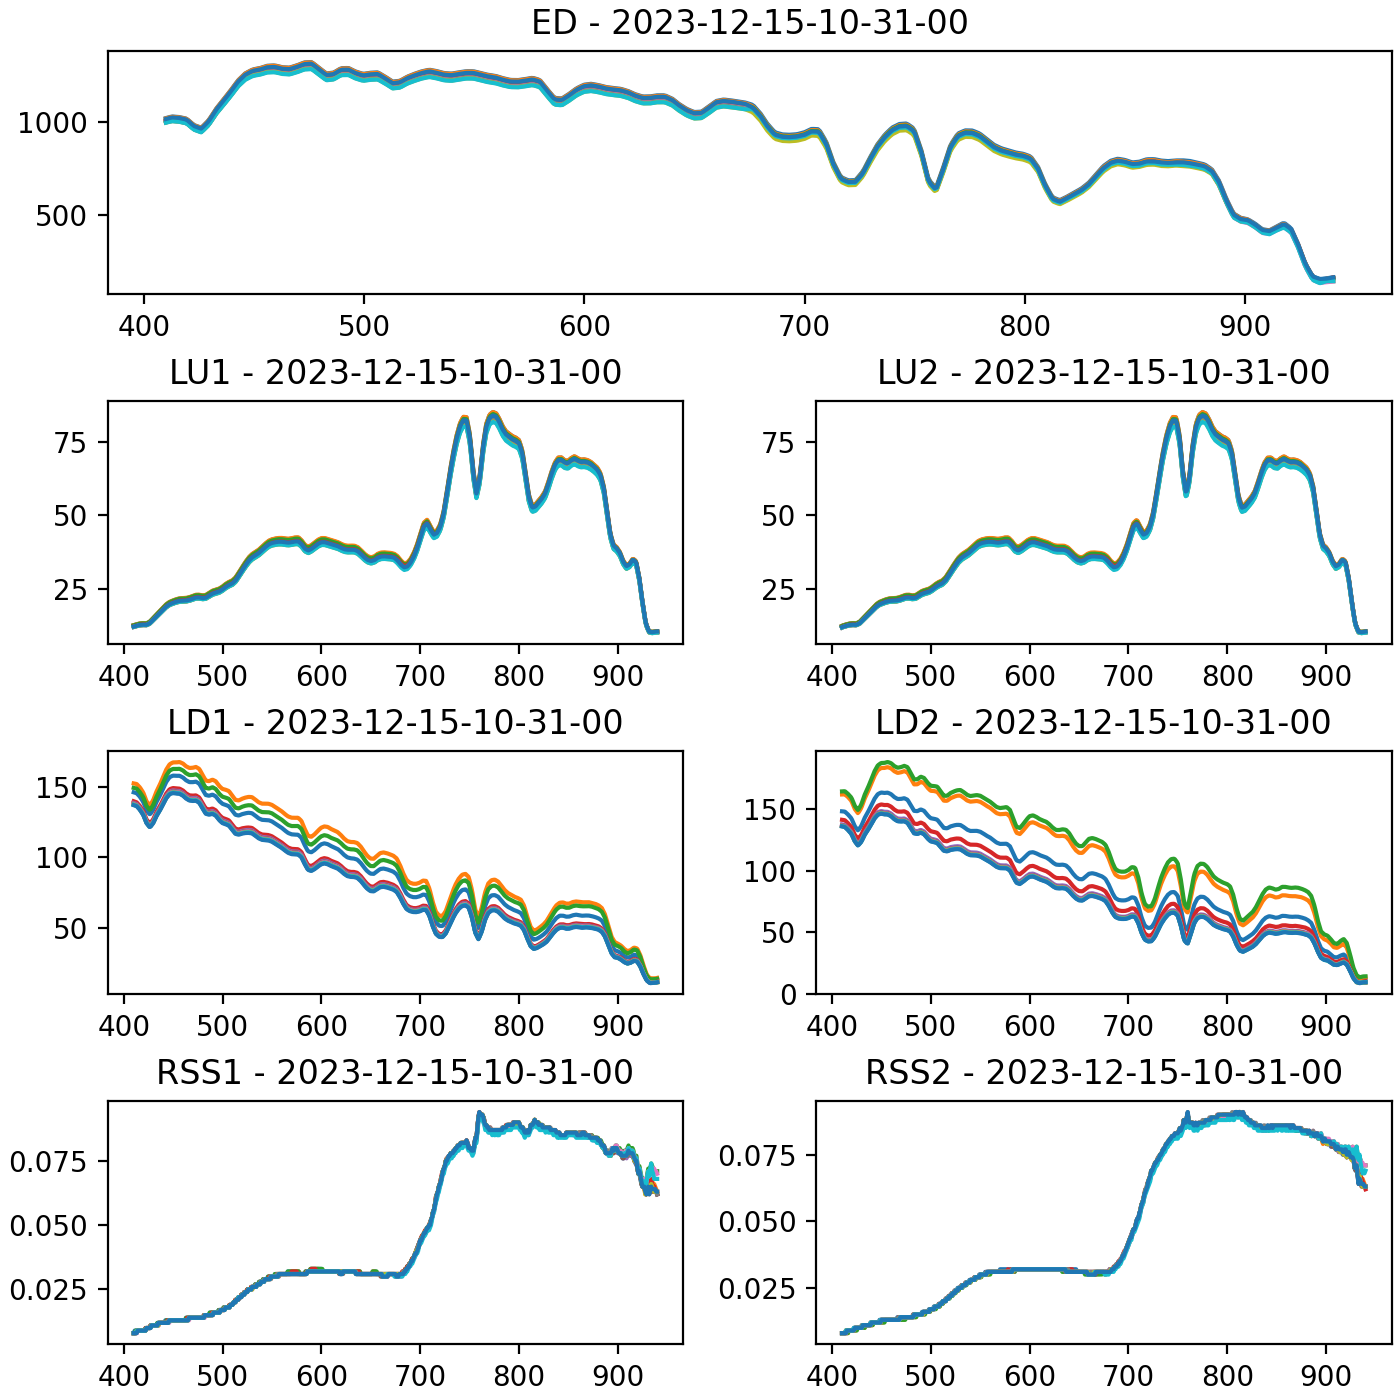 ED - 2023-12-15-10-31-00
1000
500
400 500 600 700 800 900
LU1 - 2023-12-15-10-31-00
75
50
25
400 500 600 700 800 900
LU2 - 2023-12-15-10-31-00
75
50
25
400 500 600 700 800 900
LD1 - 2023-12-15-10-31-00
150
100
50
400 500 600 700 800 900
LD2 - 2023-12-15-10-31-00
150
100
50
0
400 500 600 700 800 900
RSS1 - 2023-12-15-10-31-00
0.075
0.050
0.025
400 500 600 700 800 900
RSS2 - 2023-12-15-10-31-00
0.075
0.050
0.025
400 500 600 700 800 900